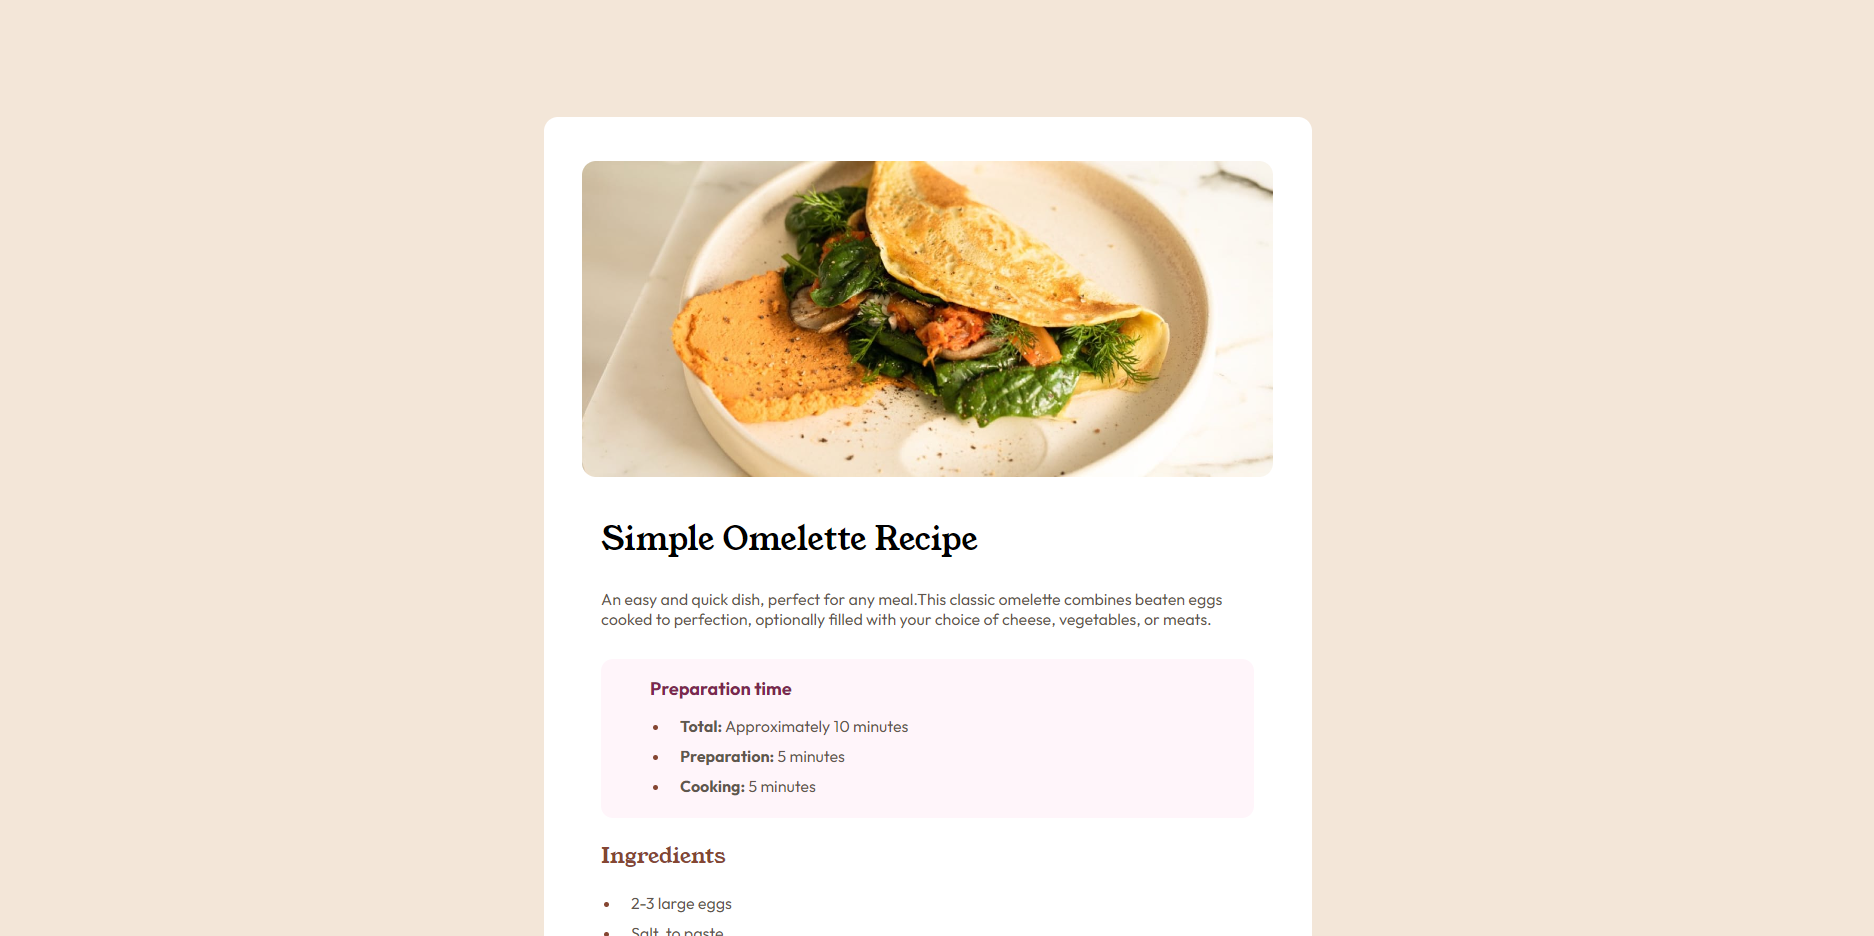 Simple Omelette Recipe
An easy and quick dish, perfect for any meal.This classic omelette combines beaten eggs
cooked to perfection, optionally filled with your choice of cheese, vegetables, or meats.
Preparation time
• Total: Approximately 10 minutes
• Preparation: 5 minutes
• Cooking: 5 minutes
Ingredients
• 2-3 large eggs
• Salt, to paste